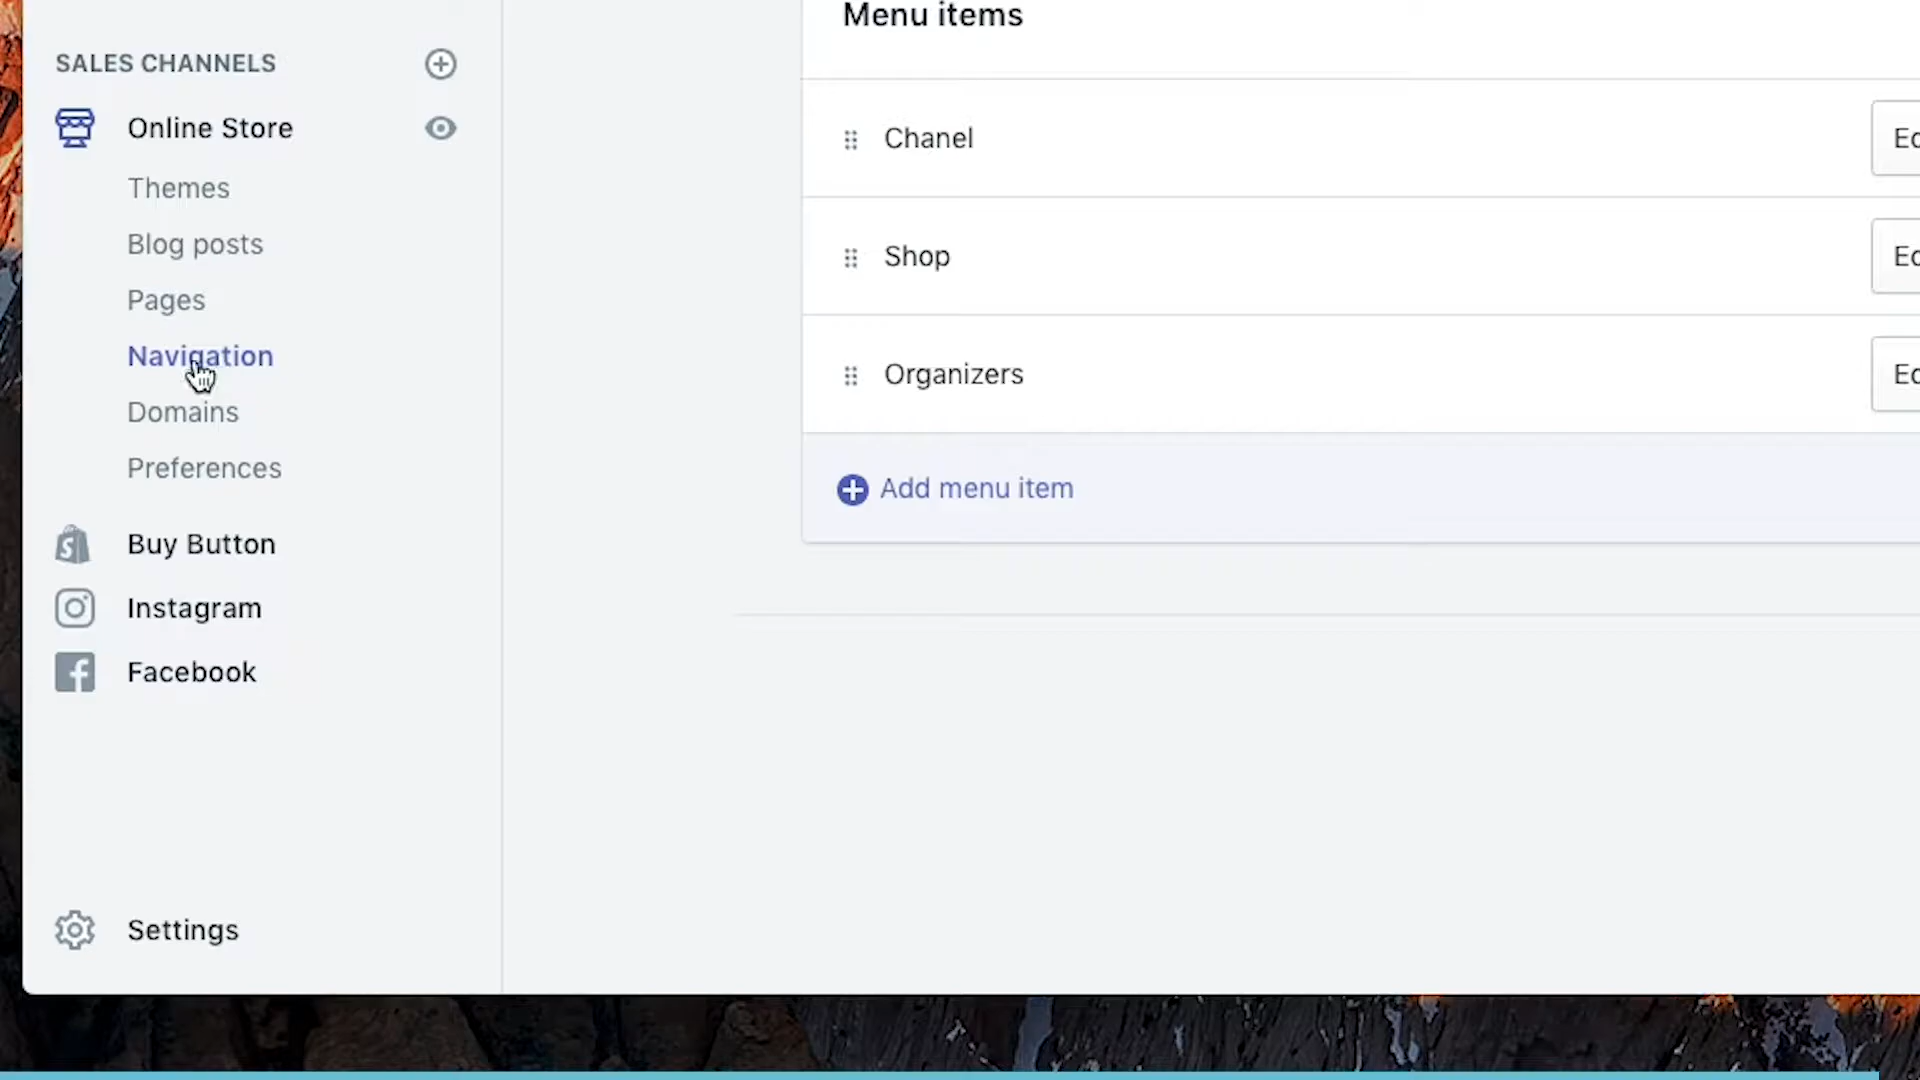 Menu items
SALES CHANNELS
Online Store
Themes
Blog posts
Pages
Navigation
Domains
Preferences
Buy Button
Instagram
Facebook
Settings
Chanel
Shop
Organizers
Add menu item